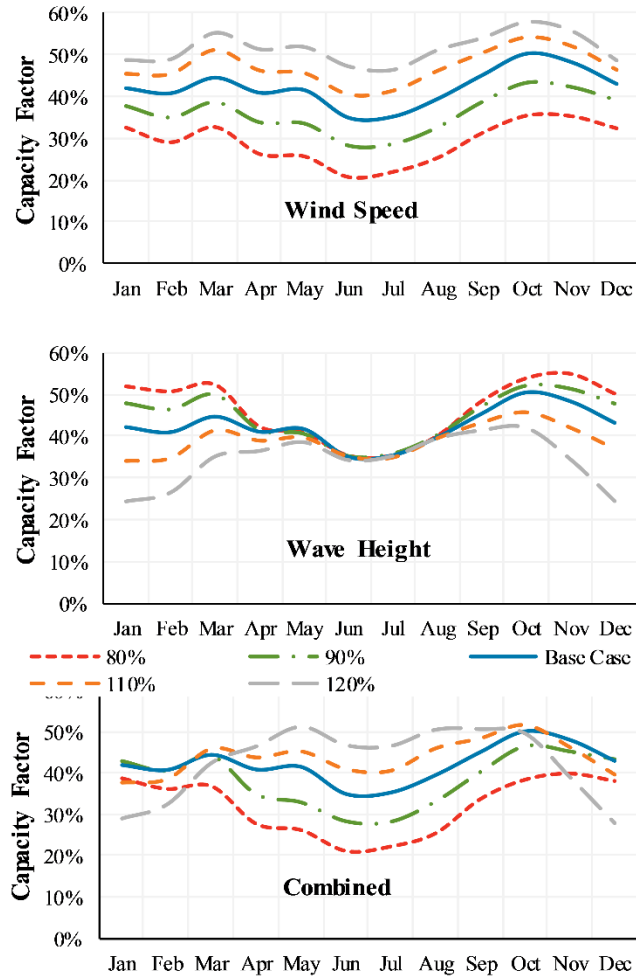 60%
50%
40%
30%
20%
10%
0%
Capacity Factor
Wind Speed
Jan Feb Mar Apr May Jun Jul Aug Sep Oct Nov Dec
60%
50%
40%
30%
20%
10%
0%
Capacity Factor
Wave Height
Jan Feb Mar Apr May Jun Jul Aug Sep Oct Nov Dec
80% 90% Base Case
110% 120%
60%
50%
40%
30%
20%
10%
0%
Capacity Factor
Combined
Jan Feb Mar Apr May Jun Jul Aug Sep Oct Nov Dec